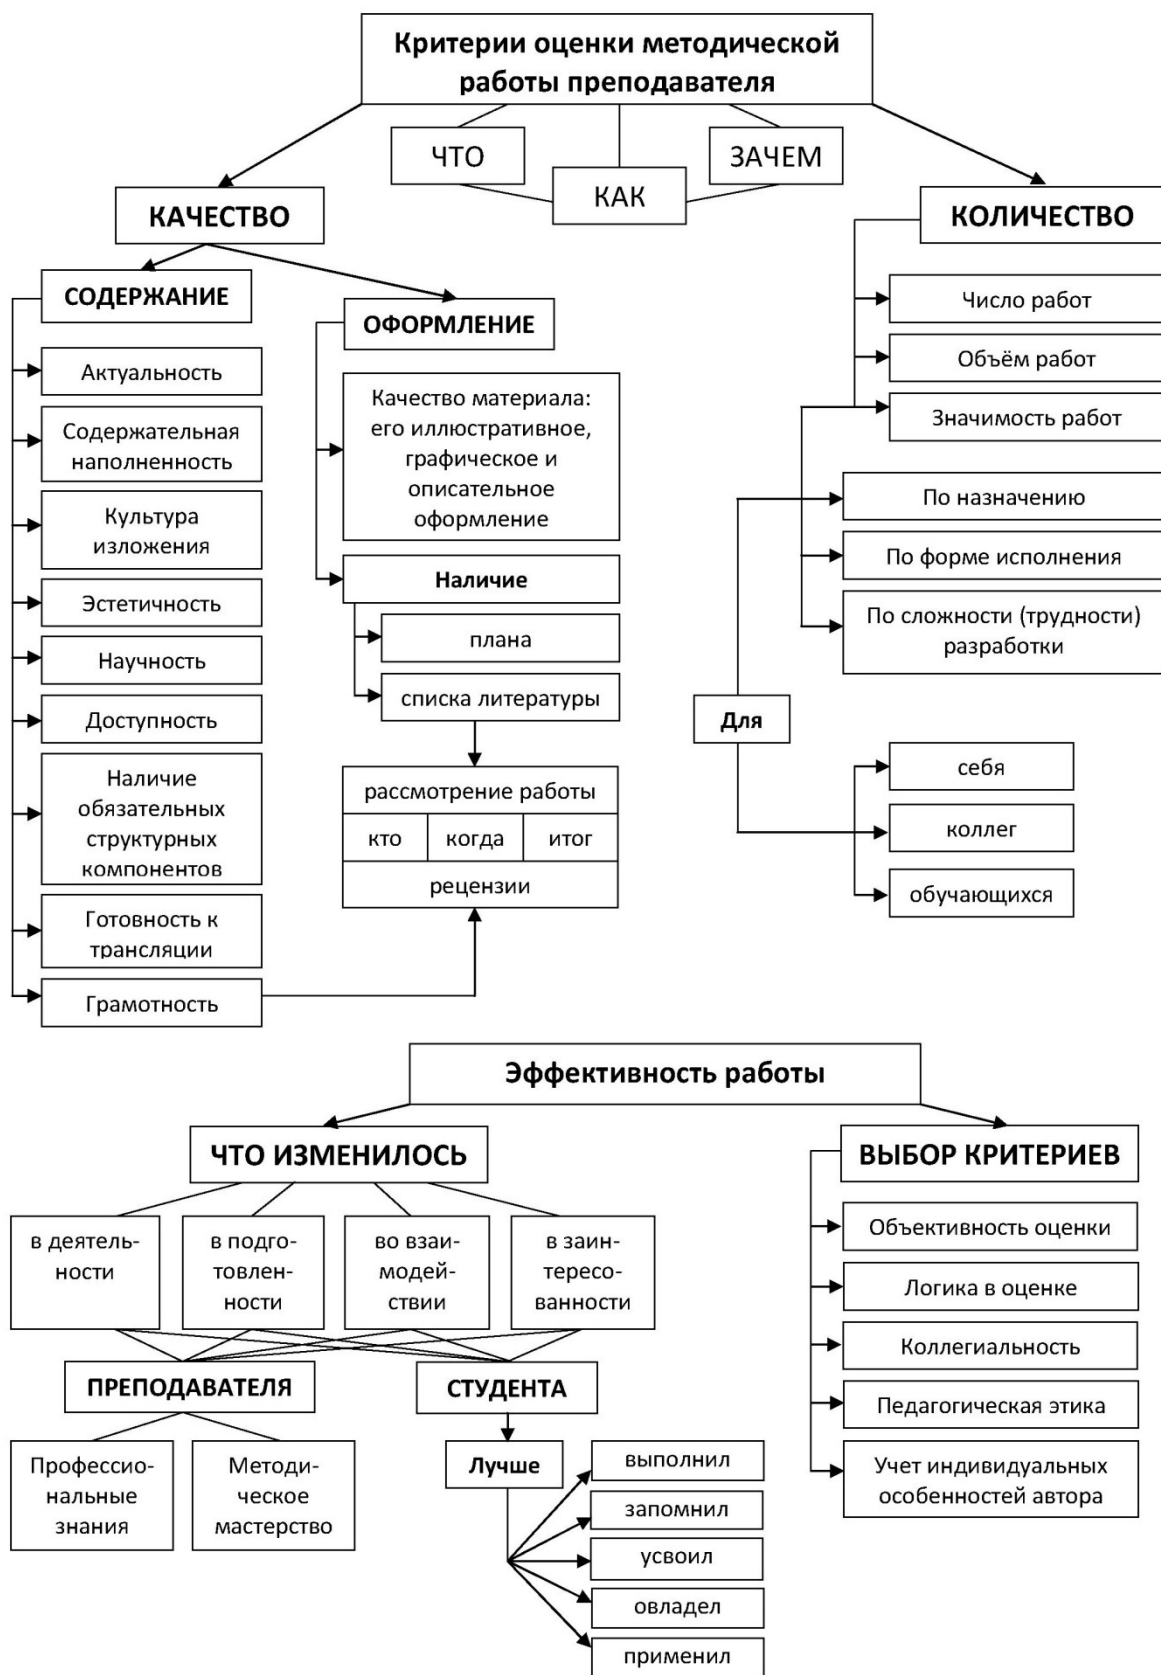 Критерии оценки методической
работы преподавателя
ЧТО
КАК
ЗАЧЕМ
КАЧЕСТВО
КОЛИЧЕСТВО
СОДЕРЖАНИЕ
Актуальность
Содержательная
наполненность
Культура
изложения
Эстетичность
Научность
Доступность
Наличие
обязательных
структурных
компонентов
Готовность к
трансляции
Грамотность
ОФОРМЛЕНИЕ
Качество материала:
его иллюстративное,
графическое и
описательное
оформление
Наличие
плана
списка литературы
рассмотрение работы
кто
когда
итог
рецензии
Число работ
Объём работ
Значимость работ
По назначению
По форме исполнения
По сложности (трудности)
разработки
Для
себя
коллег
обучающихся
Эффективность работы
ЧТО ИЗМЕНИЛОСЬ
в деятель-
ности
в подго-
товлен-
ности
во взаи-
модей-
ствии
в заин-
тересо-
ванности
ПРЕПОДАВАТЕЛЯ
СТУДЕНТА
Профессио-
нальные
знания
Методи-
ческое
мастерство
Лучше
выполнил
запомнил
усвоил
овладел
применил
ВЫБОР КРИТЕРИЕВ
Объективность оценки
Логика в оценке
Коллегиальность
Педагогическая этика
Учет индивидуальных
особенностей автора